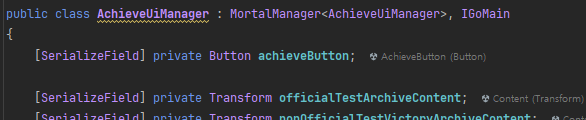 public class AchieveUiManager : MortalManager<AchieveUiManager>, IGoMain
{
[SerializeField] private Button achieveButton; AchieveButton (Button)
[SerializeField] private Transform officialTestArchiveContent; Content (Transform)
[SerializeField] private Transform nonOfficialTestVictoryArchiveContent;